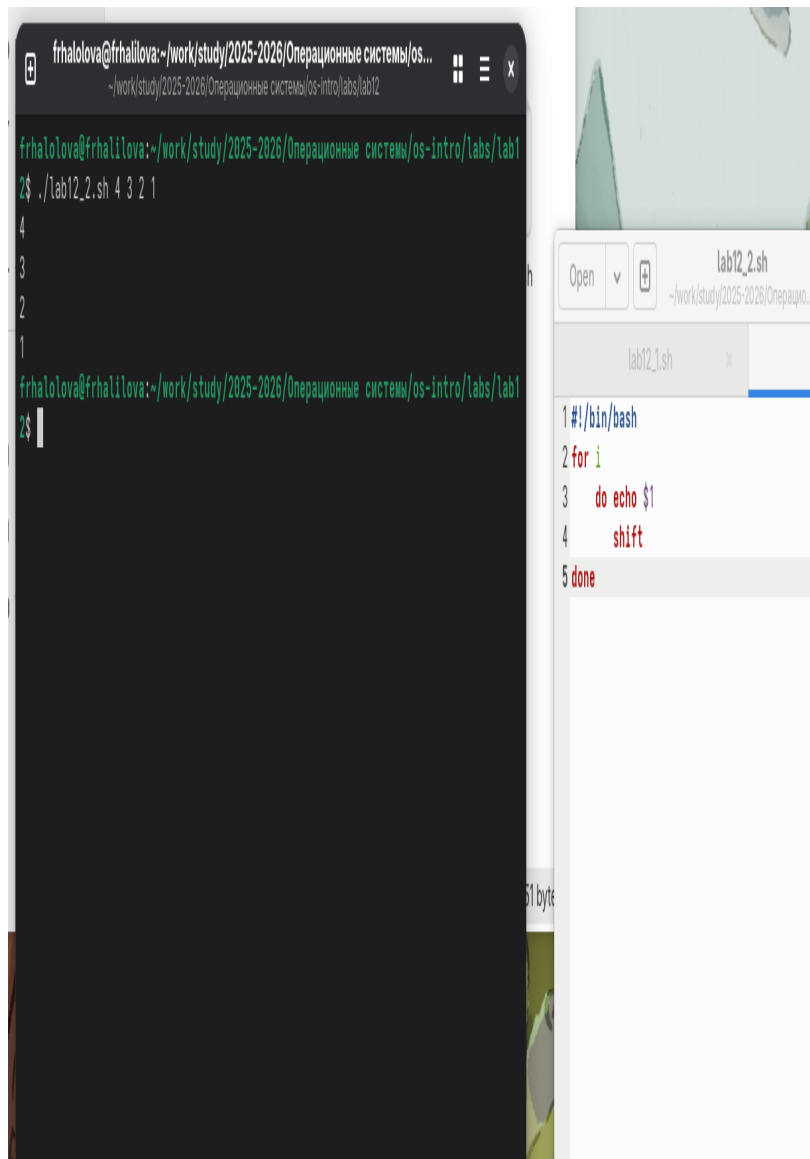 frhalolova@frhalilova:~/work/study/2025-2026/Операционные системы/os...
~/work/study/2025-2026/Операционные системы/os-intro/labs/lab12
frhalolova@frhalilova:~/work/study/2025-2026/Операционные системы/os-intro/labs/lab1
2$ ./lab12_2.sh 4 3 2 1
4
3
2
1
frhalolova@frhalilova:~/work/study/2025-2026/Операционные системы/os-intro/labs/lab1
2$
h
51 byte
Open
lab12_2.sh
~/work/study/2025-2026/Операцио...
lab12_1.sh
1 #!/bin/bash
2 for i
3 do echo $1
4 shift
5 done